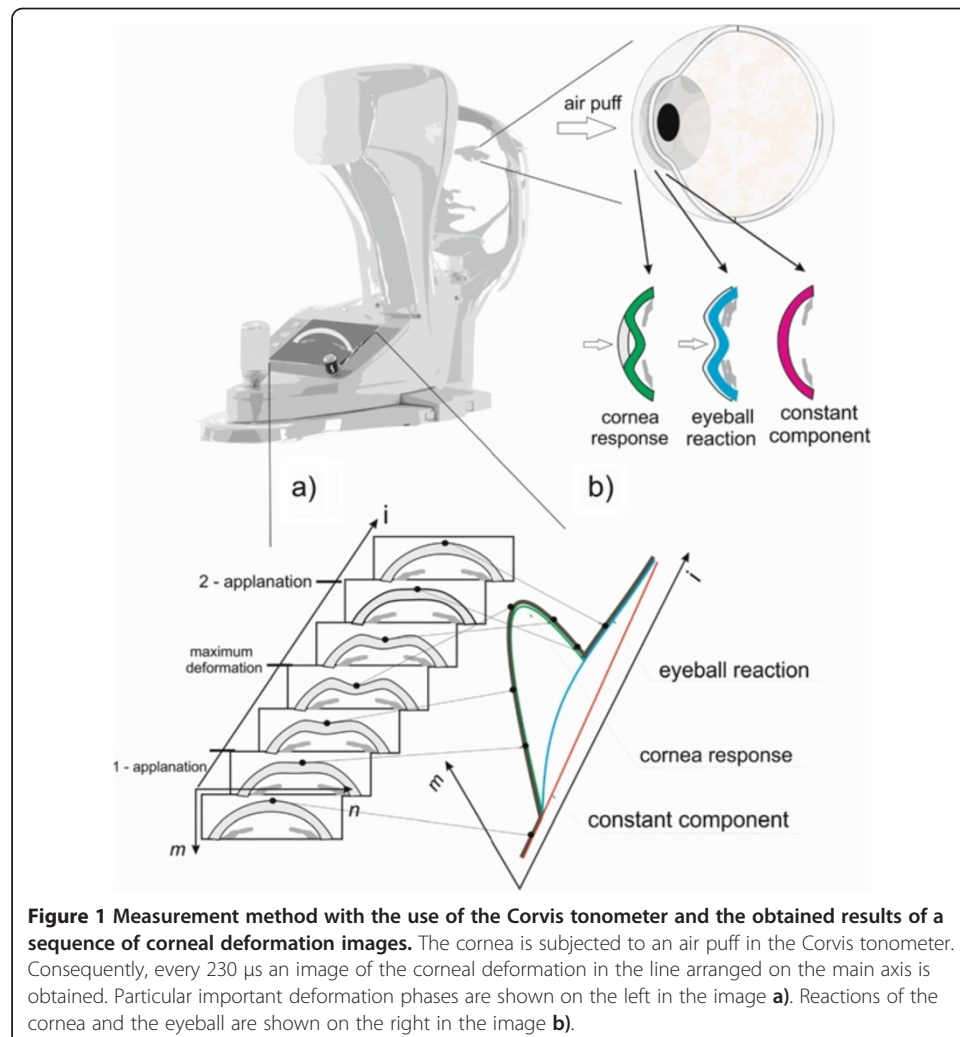 air puff
cornea
response
eyeball
reaction
constant
component
a)
b)
i
2 - applanation
maximum
deformation
1 - applanation
n
m
i
eyeball reaction
cornea response
m
constant component
Figure 1 Measurement method with the use of the Corvis tonometer and the obtained results of a
sequence of corneal deformation images. The cornea is subjected to an air puff in the Corvis tonometer.
Consequently, every 230 μs an image of the corneal deformation in the line arranged on the main axis is
obtained. Particular important deformation phases are shown on the left in the image a). Reactions of the
cornea and the eyeball are shown on the right in the image b).